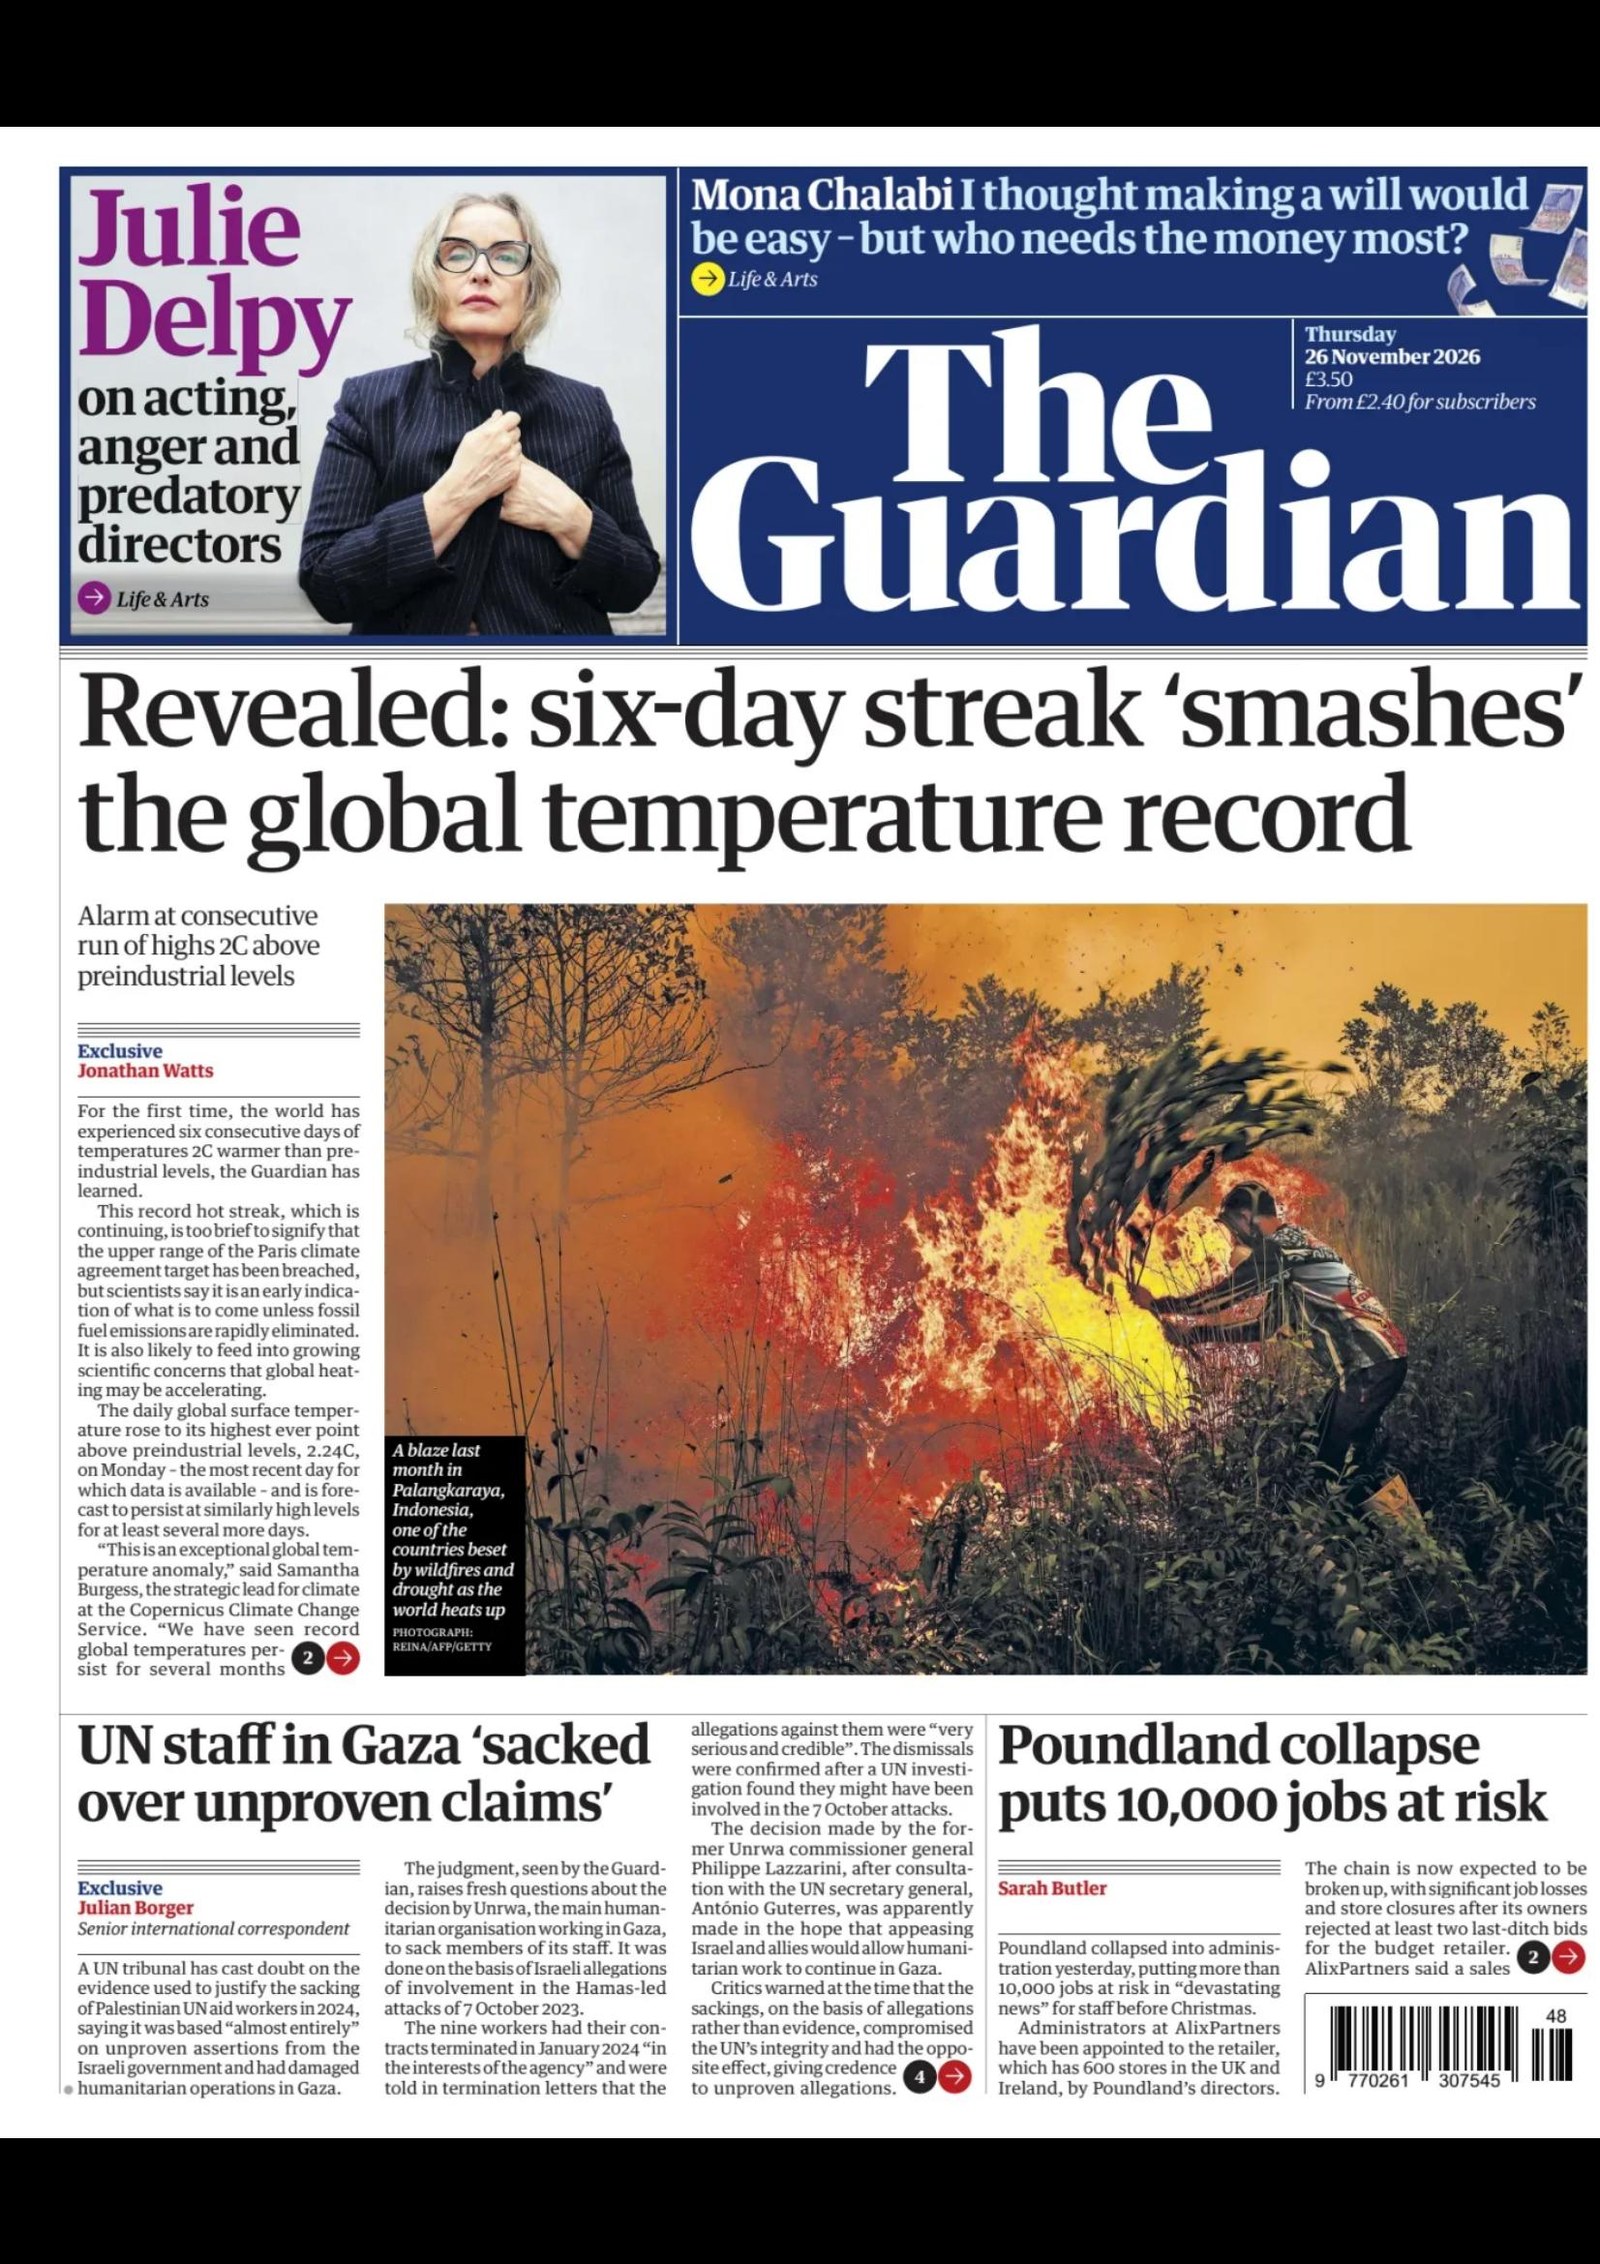 Julie
Delpy
on acting,
anger and
predatory
directors
Life & Arts
Mona Chalabi I thought making a will would
be easy – but who needs the money most?
Life & Arts
Thursday
26 November 2026
£3.50
From £2.40 for subscribers
The
Guardian
Revealed: six-day streak ‘smashes’
the global temperature record
Alarm at consecutive
run of highs 2C above
preindustrial levels
Exclusive
Jonathan Watts
For the first time, the world has
experienced six consecutive days of
temperatures 2C warmer than pre-
industrial levels, the Guardian has
learned.
This record hot streak, which is
continuing, is too brief to signify that
the upper range of the Paris climate
agreement target has been breached,
but scientists say it is an early indica-
tion of what is to come unless fossil
fuel emissions are rapidly eliminated.
It is also likely to feed into growing
scientific concerns that global heat-
ing may be accelerating.
The daily global surface temper-
ature rose to its highest ever point
above preindustrial levels, 2.24C,
on Monday – the most recent day for
which data is available – and is fore-
cast to persist at similarly high levels
for at least several more days.
“This is an exceptional global tem-
perature anomaly,” said Samantha
Burgess, the strategic lead for climate
at the Copernicus Climate Change
Service. “We have seen record
global temperatures per-
sist for several months
2
A blaze last
month in
Palangkaraya,
Indonesia,
one of the
countries beset
by wildfires and
drought as the
world heats up
PHOTOGRAPH:
REINA/AFP/GETTY
UN staff in Gaza ‘sacked
over unproven claims’
Exclusive
Julian Borger
Senior international correspondent
A UN tribunal has cast doubt on the
evidence used to justify the sacking
of Palestinian UN aid workers in 2024,
saying it was based “almost entirely”
on unproven assertions from the
Israeli government and had damaged
humanitarian operations in Gaza.
The judgment, seen by the Guard-
ian, raises fresh questions about the
decision by Unrwa, the main human-
itarian organisation working in Gaza,
to sack members of its staff. It was
done on the basis of Israeli allegations
of involvement in the Hamas-led
attacks of 7 October 2023.
The nine workers had their con-
tracts terminated in January 2024 “in
the interests of the agency” and were
told in termination letters that the
allegations against them were “very
serious and credible”. The dismissals
were confirmed after a UN investi-
gation found they might have been
involved in the 7 October attacks.
The decision made by the for-
mer Unrwa commissioner general
Philippe Lazzarini, after consulta-
tion with the UN secretary general,
António Guterres, was apparently
made in the hope that appeasing
Israel and allies would allow humani-
tarian work to continue in Gaza.
Critics warned at the time that the
sackings, on the basis of allegations
rather than evidence, compromised
the UN’s integrity and had the oppo-
site effect, giving credence
to unproven allegations.
4
Poundland collapse
puts 10,000 jobs at risk
Sarah Butler
Poundland collapsed into adminis-
tration yesterday, putting more than
10,000 jobs at risk in “devastating
news” for staff before Christmas.
Administrators at AlixPartners
have been appointed to the retailer,
which has 600 stores in the UK and
Ireland, by Poundland’s directors.
The chain is now expected to be
broken up, with significant job losses
and store closures after its owners
rejected at least two last-ditch bids
for the budget retailer.
AlixPartners said a sales
2
48
9 770261 307545